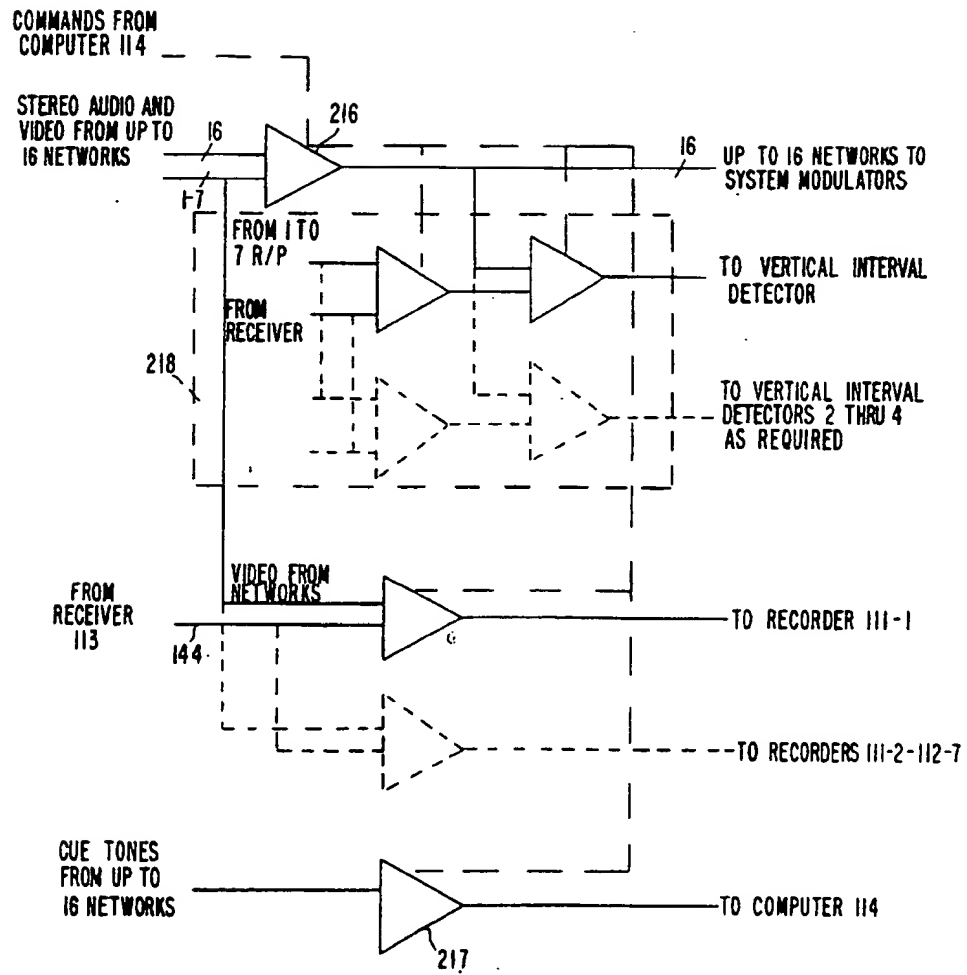 COMMANDS FROM
COMPUTER 114
STEREO AUDIO AND
VIDEO FROM UP TO
16 NETWORKS
16
1-7
216
16
UP TO 16 NETWORKS TO
SYSTEM MODULATORS
FROM 1 TO
7 R/P
FROM
RECEIVER
TO VERTICAL INTERVAL
DETECTOR
218
TO VERTICAL INTERVAL
DETECTORS 2 THRU 4
AS REQUIRED
VIDEO FROM
NETWORKS
FROM
RECEIVER
113
144
TO RECORDER 111-1
TO RECORDERS 111-2-112-7
CUE TONES
FROM UP TO
16 NETWORKS
TO COMPUTER 114
217